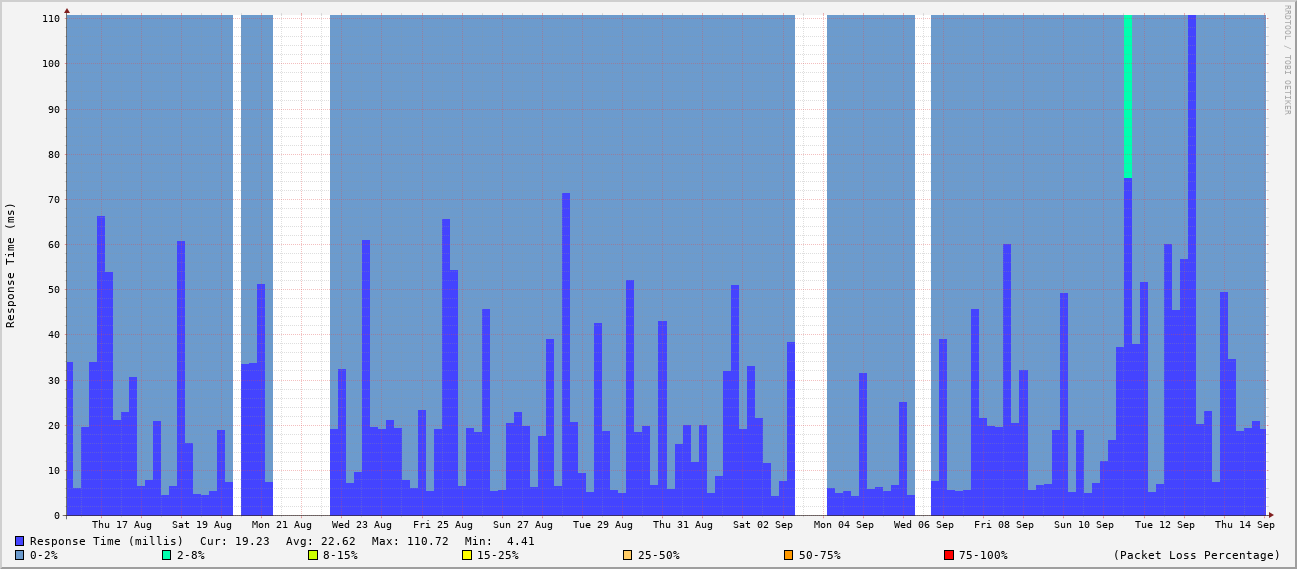 110
100
90
80
70
60
50
40
30
20
10
0
Response Time (ms)
RRDTOOL / TOBI OETIKER
Thu 17 Aug Sat 19 Aug Mon 21 Aug Wed 23 Aug Fri 25 Aug Sun 27 Aug Tue 29 Aug Thu 31 Aug Sat 02 Sep Mon 04 Sep Wed 06 Sep Fri 08 Sep Sun 10 Sep Tue 12 Sep Thu 14 Sep
Response Time (millis) Cur: 19.23 Avg: 22.62 Max: 110.72 Min: 4.41
0-2% 2-8% 8-15% 15-25% 25-50% 50-75% 75-100% (Packet Loss Percentage)